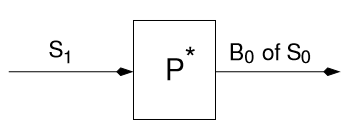 S₁
P*
B₀ of S₀